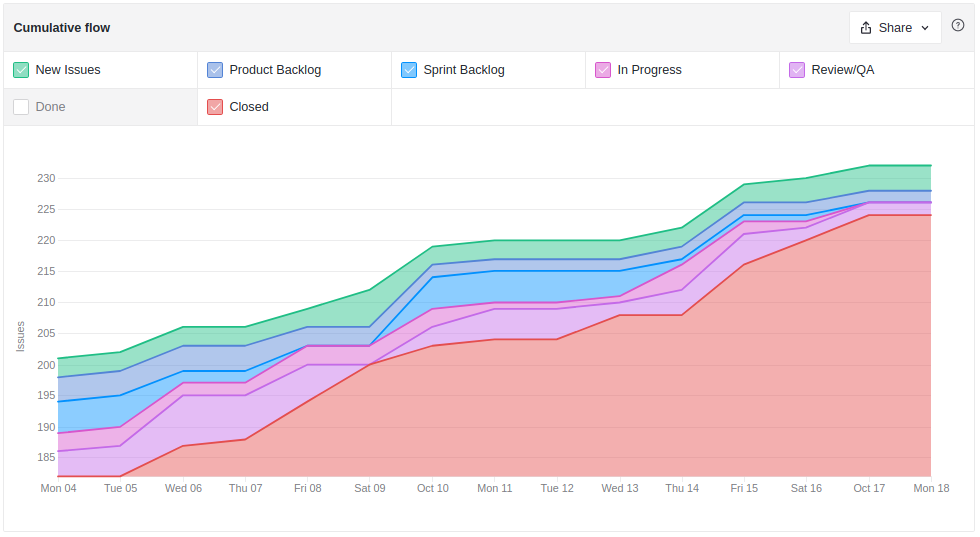 Cumulative flow
Share
?
New Issues
Product Backlog
Sprint Backlog
In Progress
Review/QA
Done
Closed
230
225
220
215
210
205
200
195
190
185
Issues
Mon 04
Tue 05
Wed 06
Thu 07
Fri 08
Sat 09
Oct 10
Mon 11
Tue 12
Wed 13
Thu 14
Fri 15
Sat 16
Oct 17
Mon 18